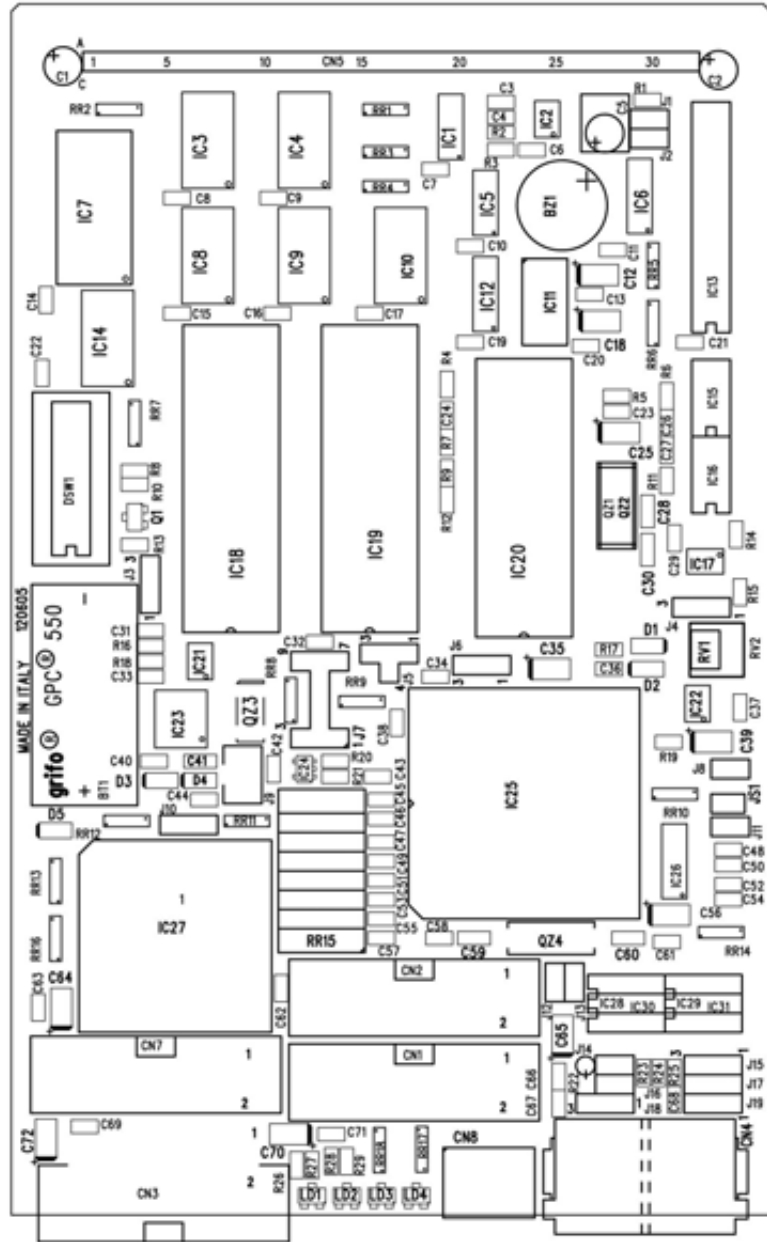 A
C1
C
1
5
10
CN5
15
20
25
30
C2
RR2
IC3
IC4
RR1
RR3
RR4
IC1
C3
C4
R2
IC2
C5
R1
J1
J2
C6
R3
C7
IC7
C8
C9
IC5
BZ1
IC6
IC8
IC9
IC10
C10
C11
C12
RR5
C13
IC13
C14
IC14
C15
C16
C17
IC12
IC11
C18
C19
C20
RR6
C21
C22
RR7
R4
C24
R7
R9
R12
R5
C23
C25
R6
C26
C27
IC15
IC16
R11
DSW1
R8
R10
Q1
R13
IC18
IC19
IC20
QZ1
QZ2
C28
C29
C30
R14
IC17
R15
3
J3
1
3
J4
1
MADE IN ITALY 120605
grifo® GPC® 550
BT1
C31
R16
R18
C33
IC21
C32
9
7
RR8
3
1
J7
3
1
J5
4
RR9
J6
3
1
C34
C35
R17
C36
D1
D2
RV1
RV2
IC23
QZ3
C42
IC24
C38
IC22
C37
C39
R19
C40
C41
D3
D4
C44
J9
R20
R21
C43
IC25
J8
JS1
J11
RR10
D5
RR12
J10
RR11
C45
C46
C47
C49
C51
C53
C55
C57
IC26
C48
C50
C52
C54
C56
RR13
RR16
1
IC27
RR15
C58
C59
QZ4
C60
C61
RR14
C63
C64
C62
CN2
1
2
J12
J13
C65
IC28
IC30
IC29
IC31
CN7
1
2
CN1
1
2
C66
C67
J14
R22
R23
R24
R25
3
1
J15
J17
J19
J16
J18
C68
3
1
1
C72
C69
1
C70
C71
R26
R27
R28
R29
RR18
RR17
CN8
CN4
CN3
2
LD1
LD2
LD3
LD4